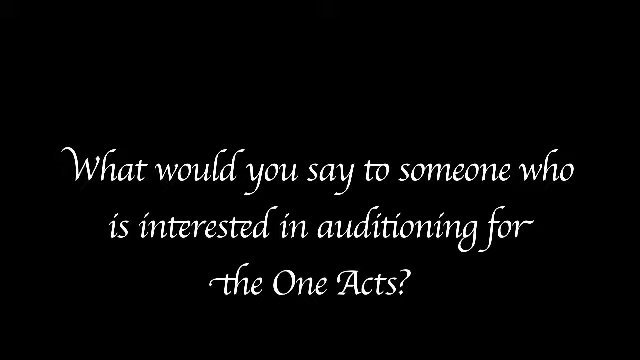 What would you say to someone who
is interested in auditioning for
the One Acts?